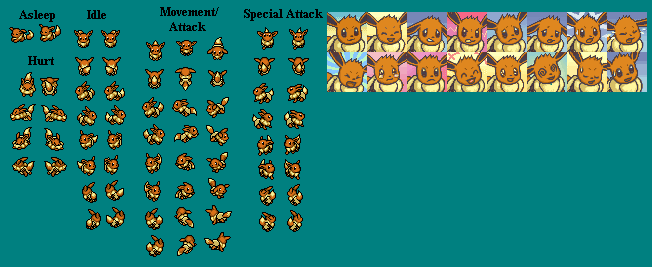 Asleep
Hurt
Idle
Movement/
Attack
Special Attack